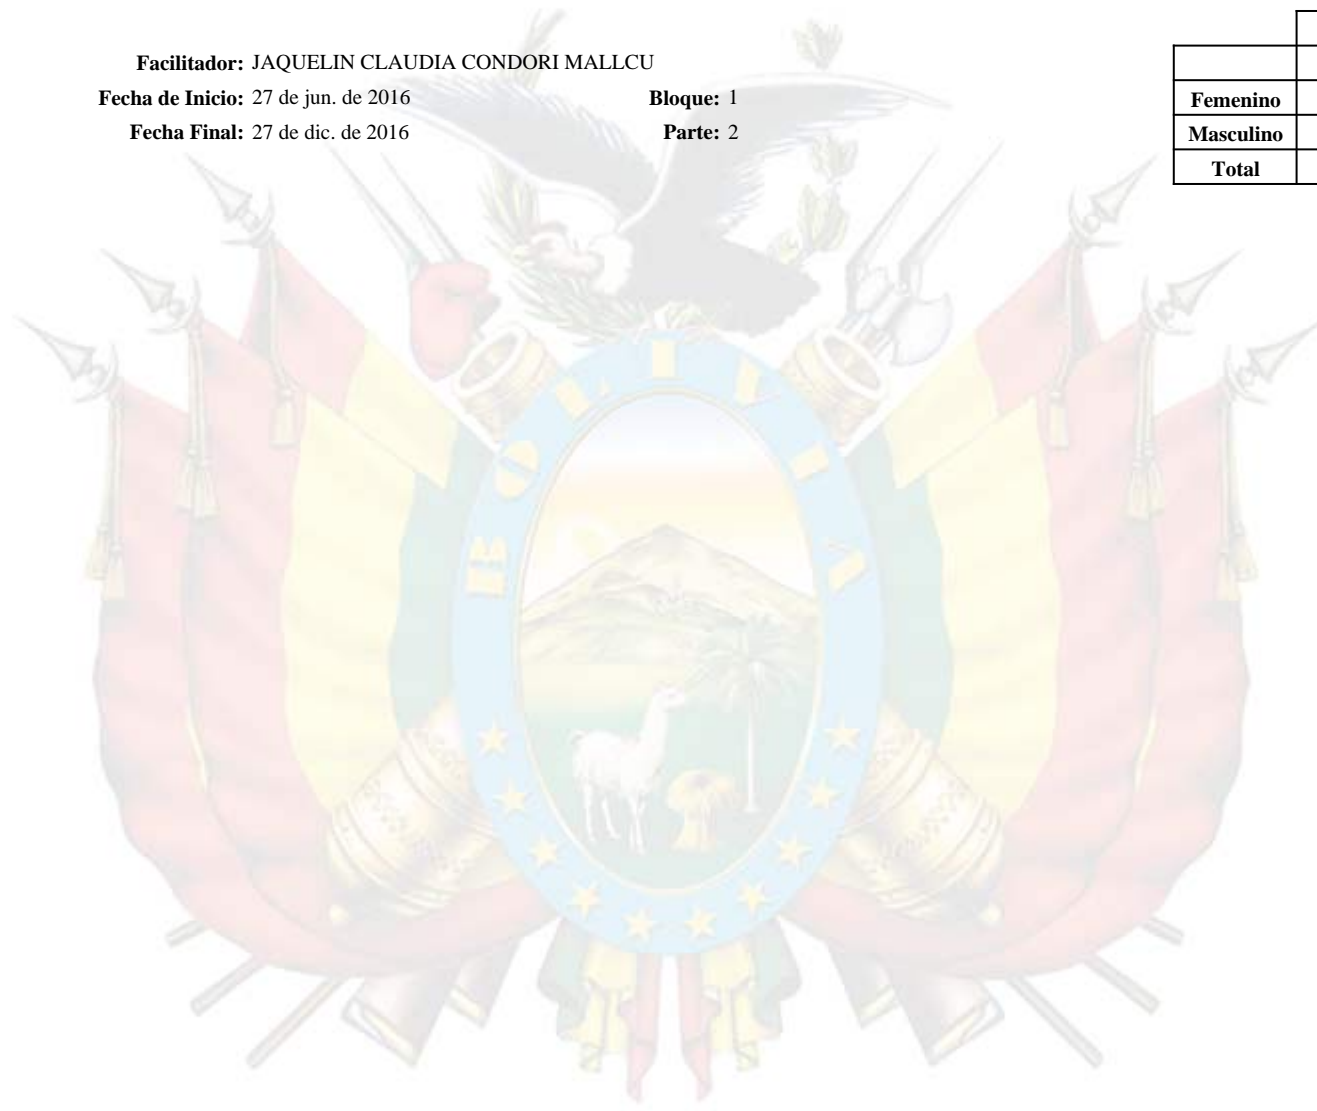 Facilitador: JAQUELIN CLAUDIA CONDORI MALLCU
Fecha de Inicio: 27 de jun. de 2016 Bloque: 1
Fecha Final: 27 de dic. de 2016 Parte: 2
Femenino
Masculino
Total
BOLIVIA